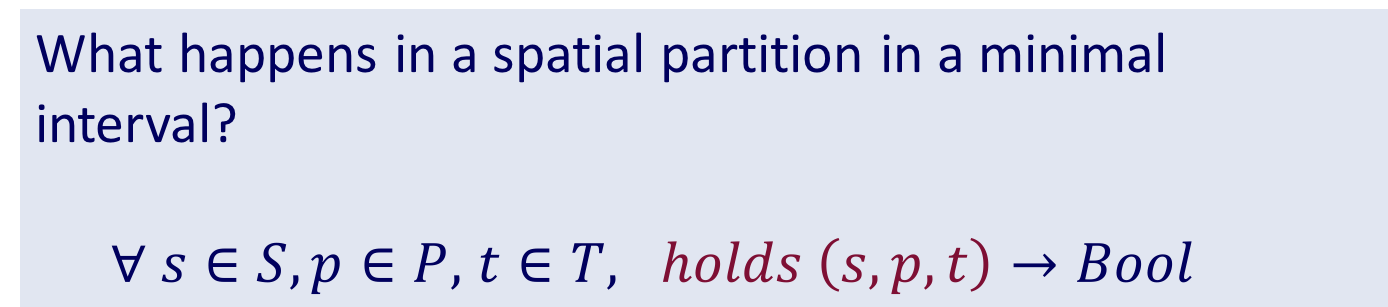 What happens in a spatial partition in a minimal
interval?
∀ s ∈ S, p ∈ P, t ∈ T, holds (s, p, t) → Bool